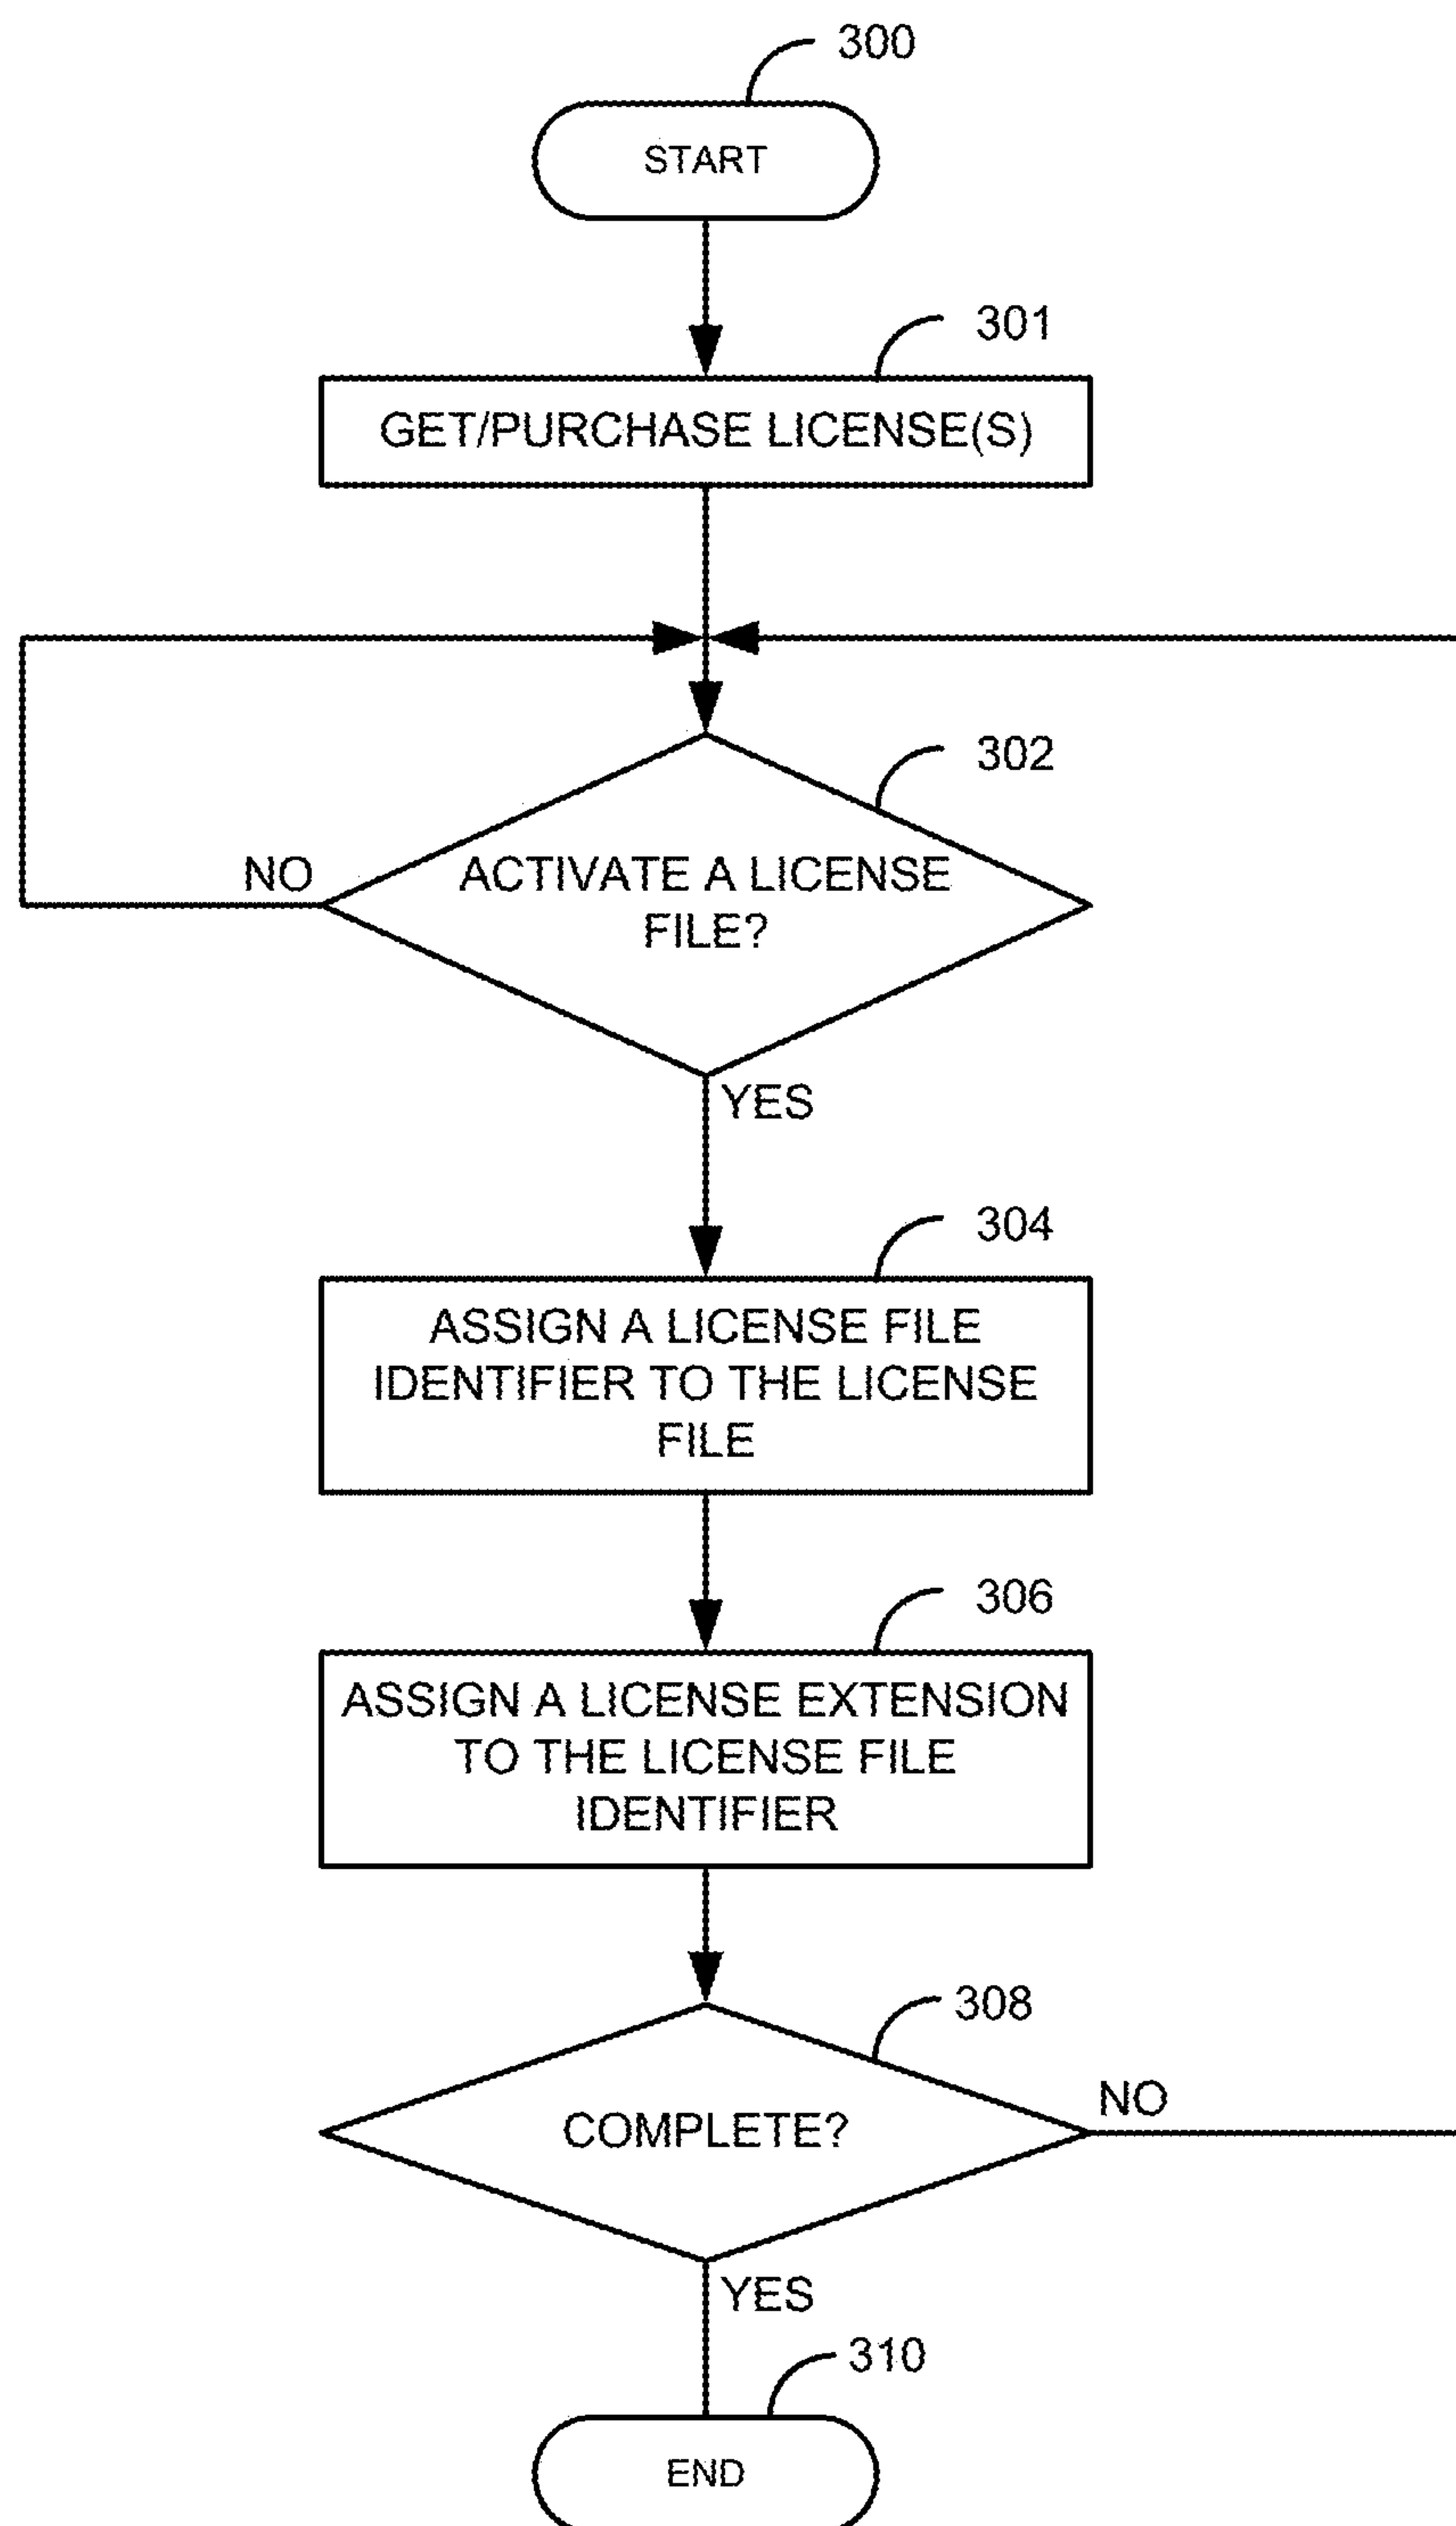 300
START
301
GET/PURCHASE LICENSE(S)
302
NO
ACTIVATE A LICENSE
FILE?
YES
304
ASSIGN A LICENSE FILE
IDENTIFIER TO THE LICENSE
FILE
306
ASSIGN A LICENSE EXTENSION
TO THE LICENSE FILE
IDENTIFIER
308
NO
COMPLETE?
YES
310
END